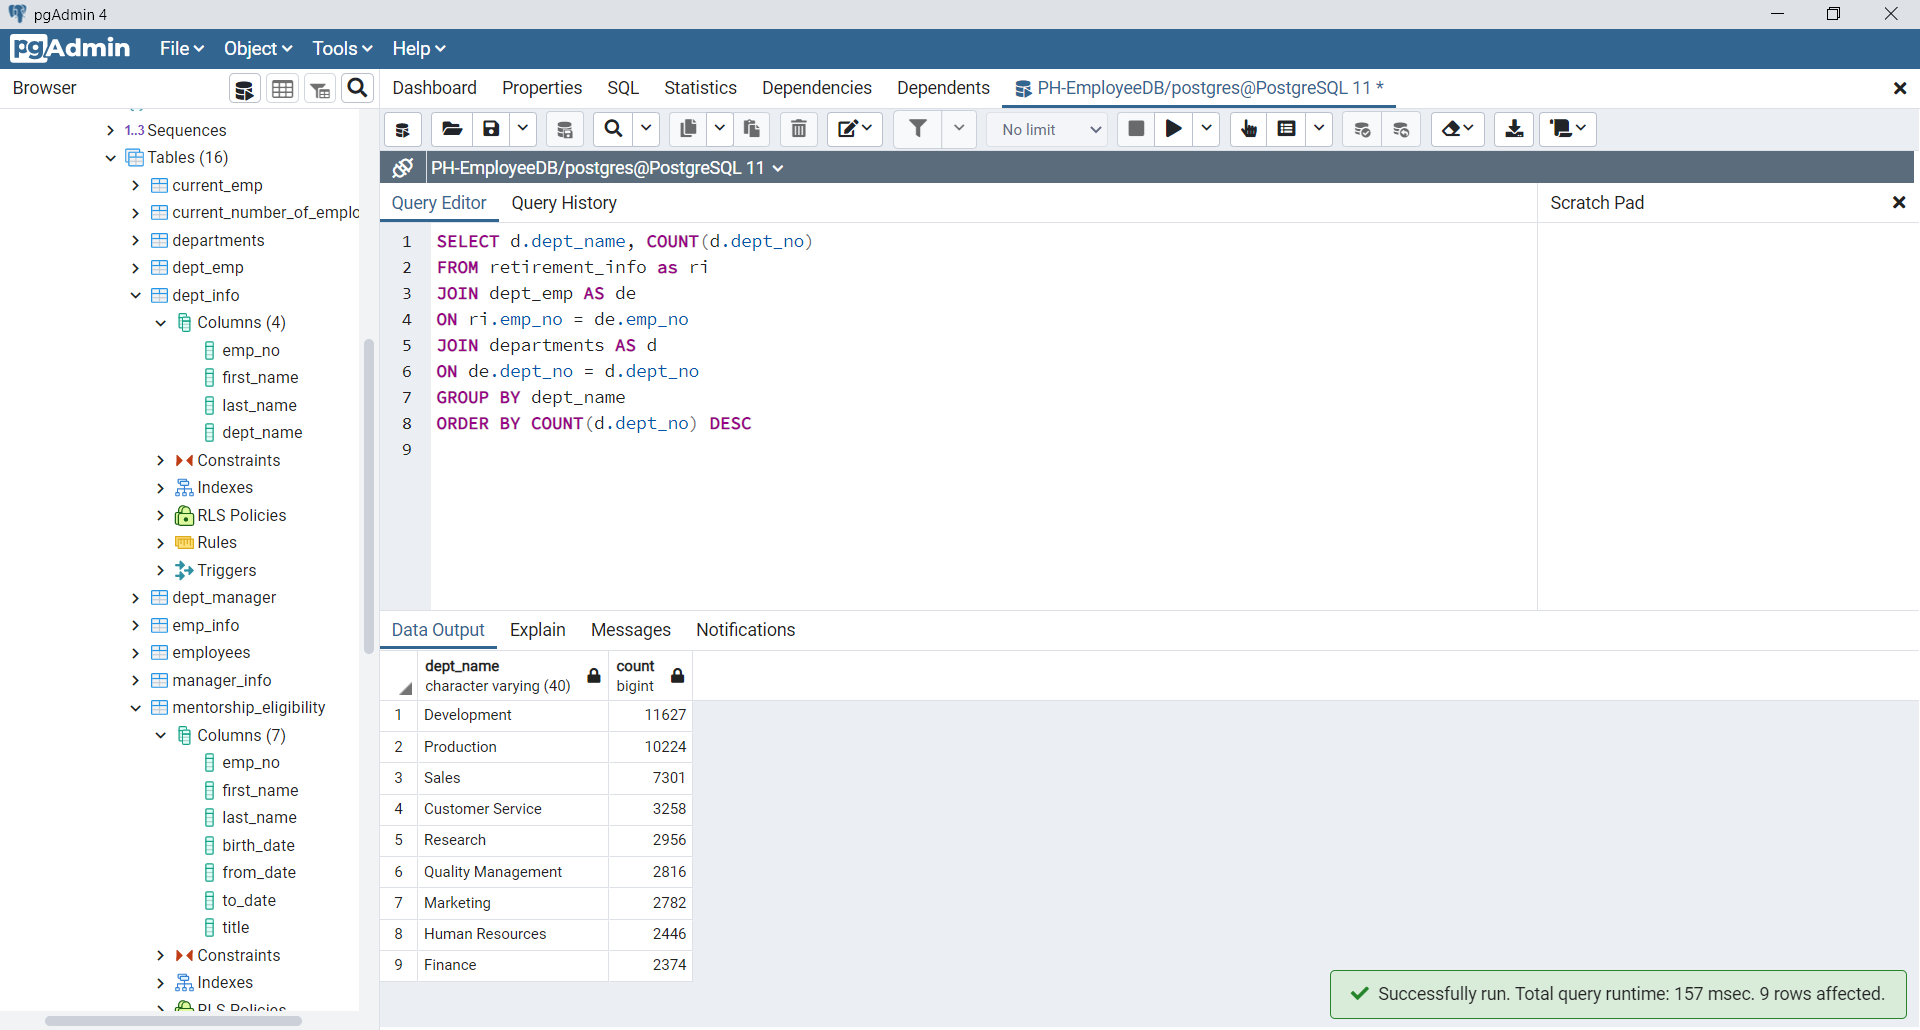 pgAdmin 4
pgAdmin File Object Tools Help
Browser
Dashboard Properties SQL Statistics Dependencies Dependents PH-EmployeeDB/postgres@PostgreSQL 11 *
No limit
PH-EmployeeDB/postgres@PostgreSQL 11
Query Editor Query History
Scratch Pad
1..3 Sequences
Tables (16)
current_emp
current_number_of_emplo
departments
dept_emp
dept_info
Columns (4)
emp_no
first_name
last_name
dept_name
Constraints
Indexes
RLS Policies
Rules
Triggers
dept_manager
emp_info
employees
manager_info
mentorship_eligibility
Columns (7)
emp_no
first_name
last_name
birth_date
from_date
to_date
title
Constraints
Indexes
RLS Policies
1 SELECT d.dept_name, COUNT(d.dept_no)
2 FROM retirement_info as ri
3 JOIN dept_emp AS de
4 ON ri.emp_no = de.emp_no
5 JOIN departments AS d
6 ON de.dept_no = d.dept_no
7 GROUP BY dept_name
8 ORDER BY COUNT(d.dept_no) DESC
9
Data Output Explain Messages Notifications
dept_name count
character varying (40) bigint
1 Development 11627
2 Production 10224
3 Sales 7301
4 Customer Service 3258
5 Research 2956
6 Quality Management 2816
7 Marketing 2782
8 Human Resources 2446
9 Finance 2374
Successfully run. Total query runtime: 157 msec. 9 rows affected.